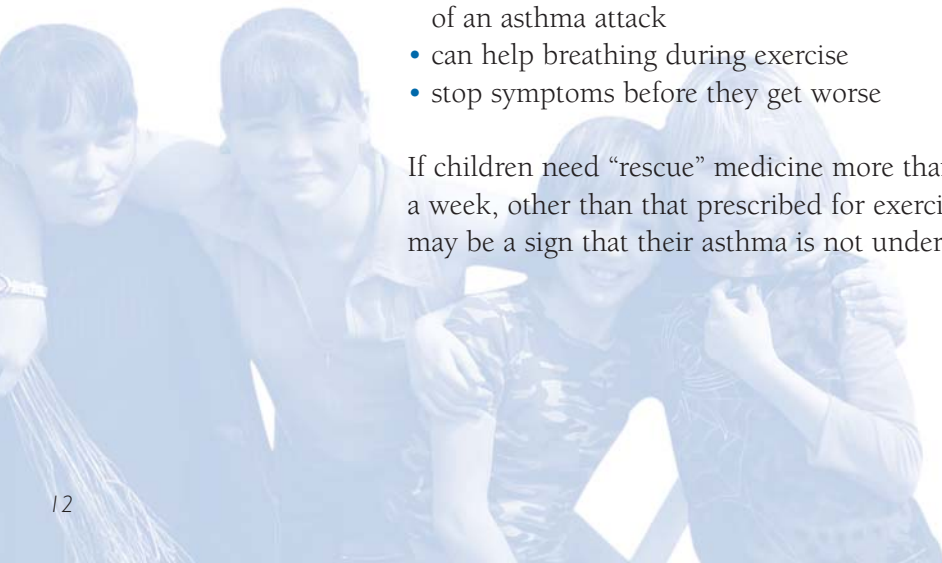 of an asthma attack
• can help breathing during exercise
• stop symptoms before they get worse
If children need “rescue” medicine more than
a week, other than that prescribed for exerci
may be a sign that their asthma is not under
12